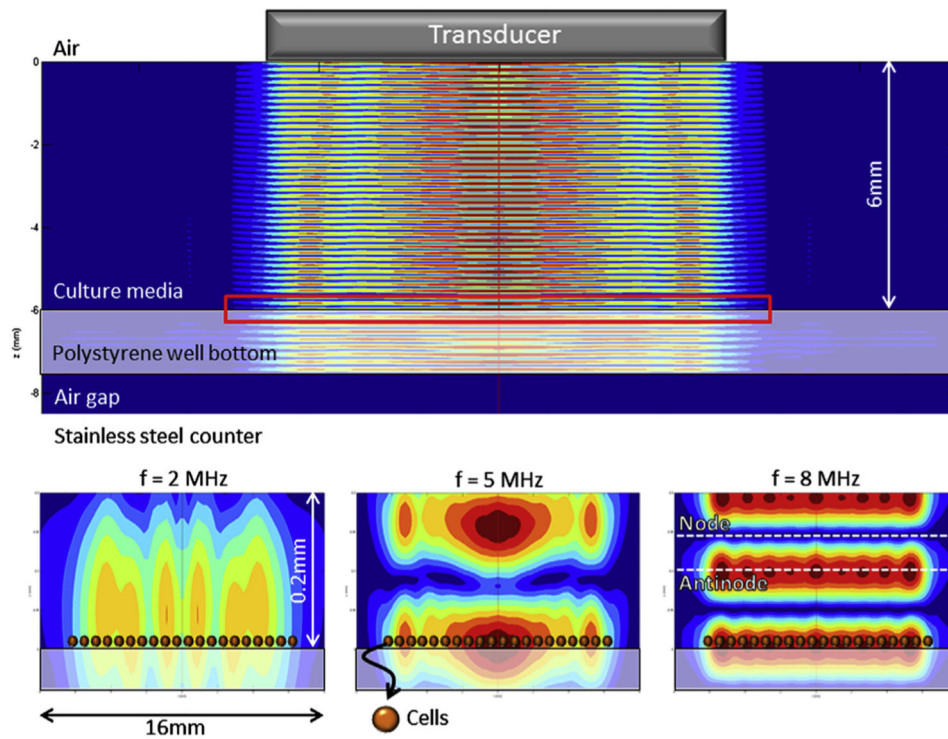 Transducer
Air
0
-2
6mm
-4
Culture media
-6
z (mm)
Polystyrene well bottom
Air gap
-8
Stainless steel counter
f = 2 MHz
f = 5 MHz
f = 8 MHz
Node
0.2mm
Antinode
Cells
16mm